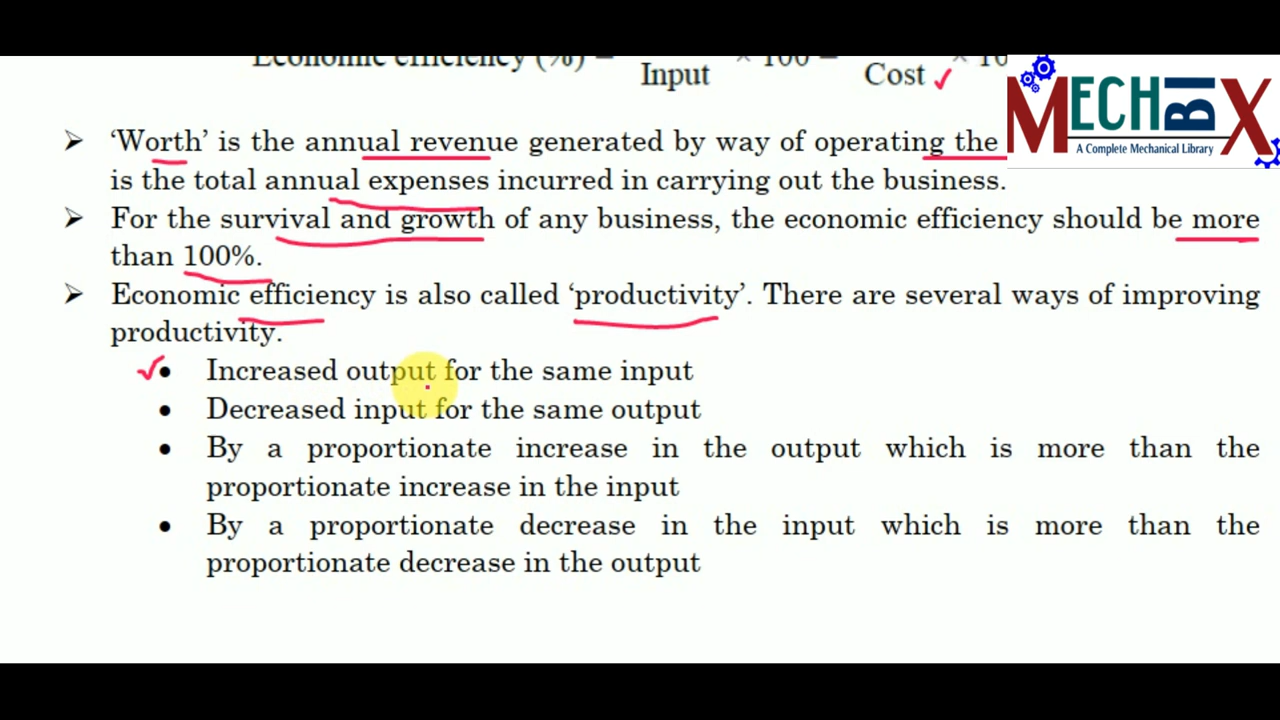 Economic efficiency (%) = Input × 100 = Cost × 10
MECHBIX
A Complete Mechanical Library
➢ ‘Worth’ is the annual revenue generated by way of operating the
is the total annual expenses incurred in carrying out the business.
➢ For the survival and growth of any business, the economic efficiency should be more
than 100%.
➢ Economic efficiency is also called ‘productivity’. There are several ways of improving
productivity.
• Increased output for the same input
• Decreased input for the same output
• By a proportionate increase in the output which is more than the
proportionate increase in the input
• By a proportionate decrease in the input which is more than the
proportionate decrease in the output